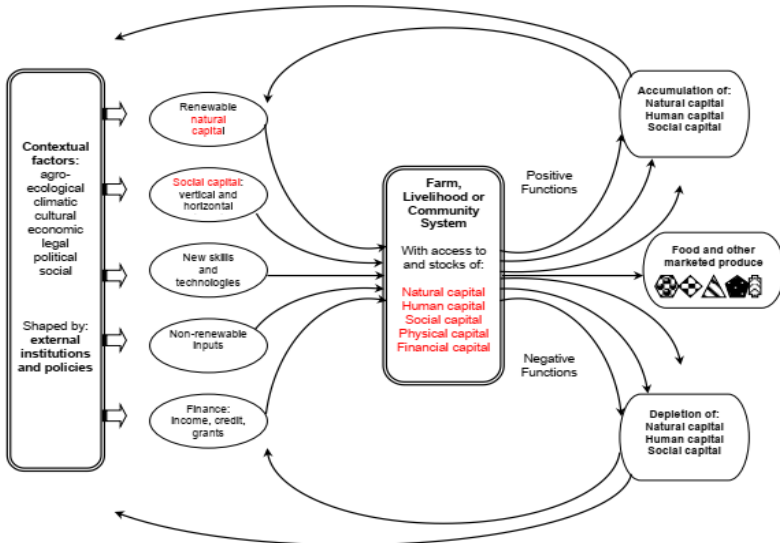 Contextual
factors:
agro-
ecological
climatic
cultural
economic
legal
political
social
Shaped by:
external
institutions
and policies
Renewable
natural
capital
Social capital:
vertical and
horizontal
New skills and
technologies
Non-renewable
inputs
Finance:
income, credit,
grants
Farm,
Livelihood or
Community
System
With access to
and stocks of:
Natural capital
Human capital
Social capital
Physical capital
Financial capital
Positive
Functions
Negative
Functions
Accumulation of:
Natural capital
Human capital
Social capital
Food and other
marketed produce
Depletion of:
Natural capital
Human capital
Social capital